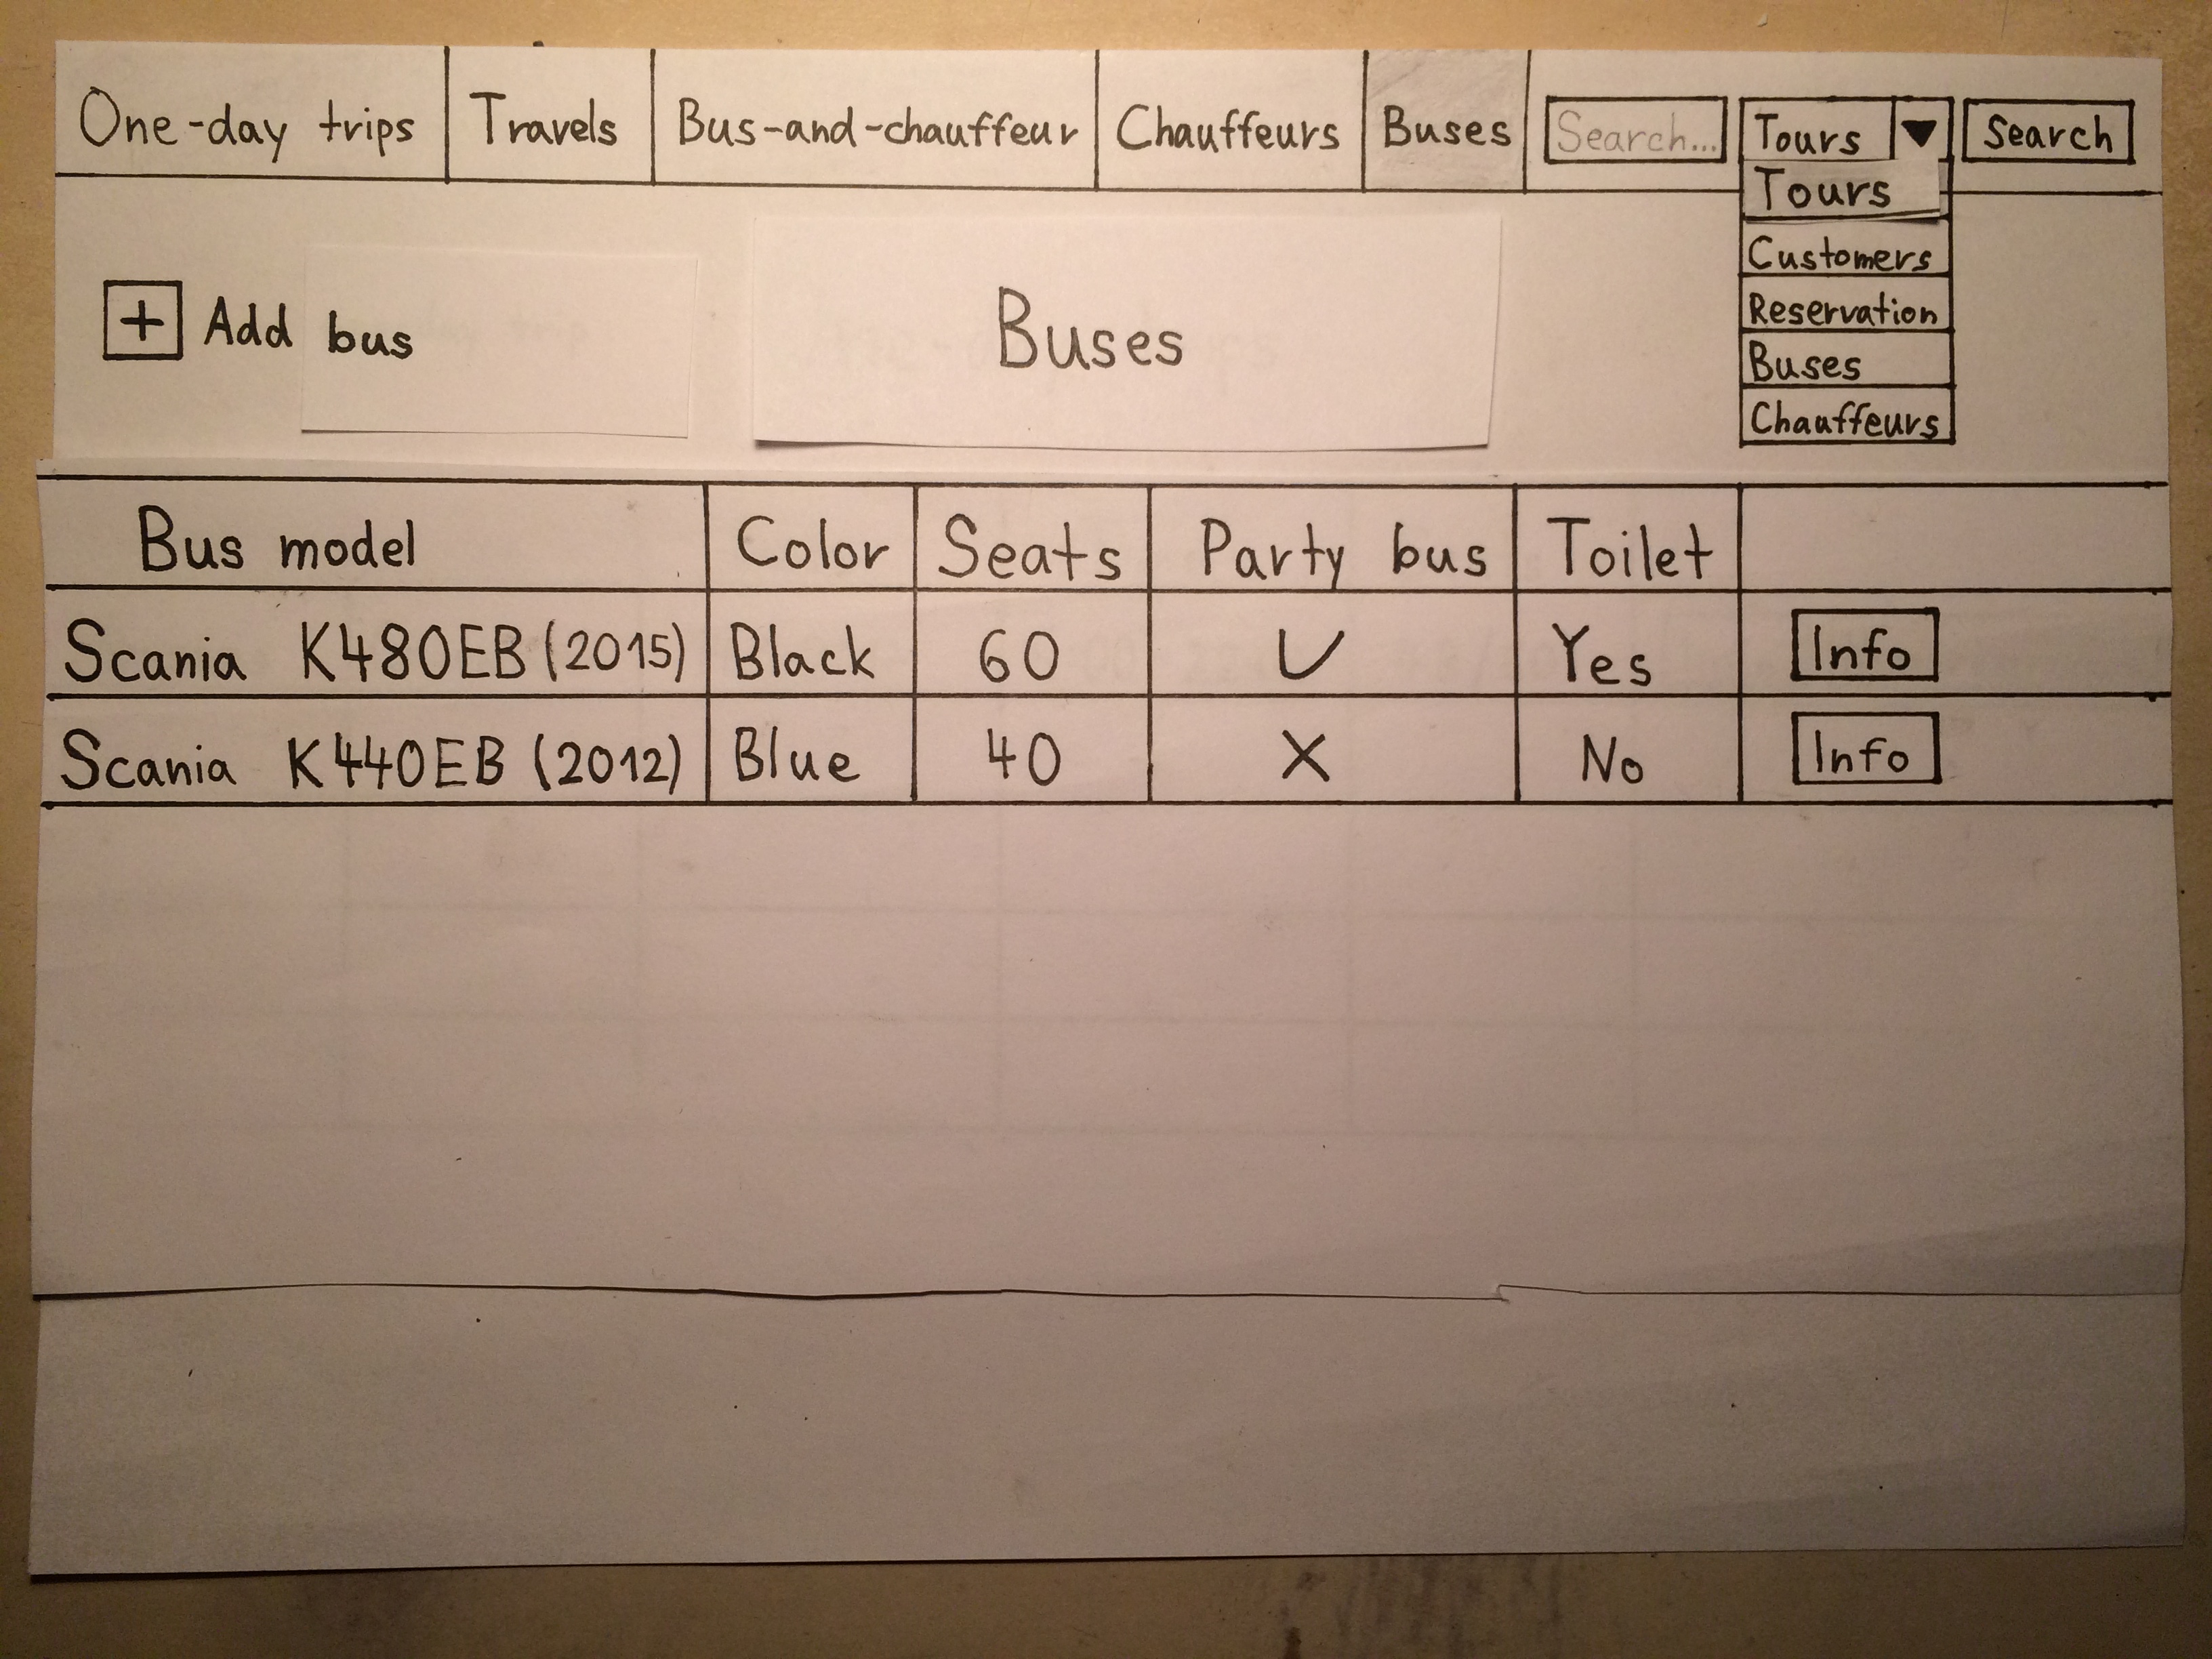 One-day trips Travels Bus-and-chauffeur Chauffeurs Buses Search... Tours ▼ Search
Tours
Customers
Reservation
Buses
Chauffeurs
+ Add bus
Buses
Bus model Color Seats Party bus Toilet
Scania K480EB (2015) Black 60 ✓ Yes Info
Scania K440EB (2012) Blue 40 X No Info